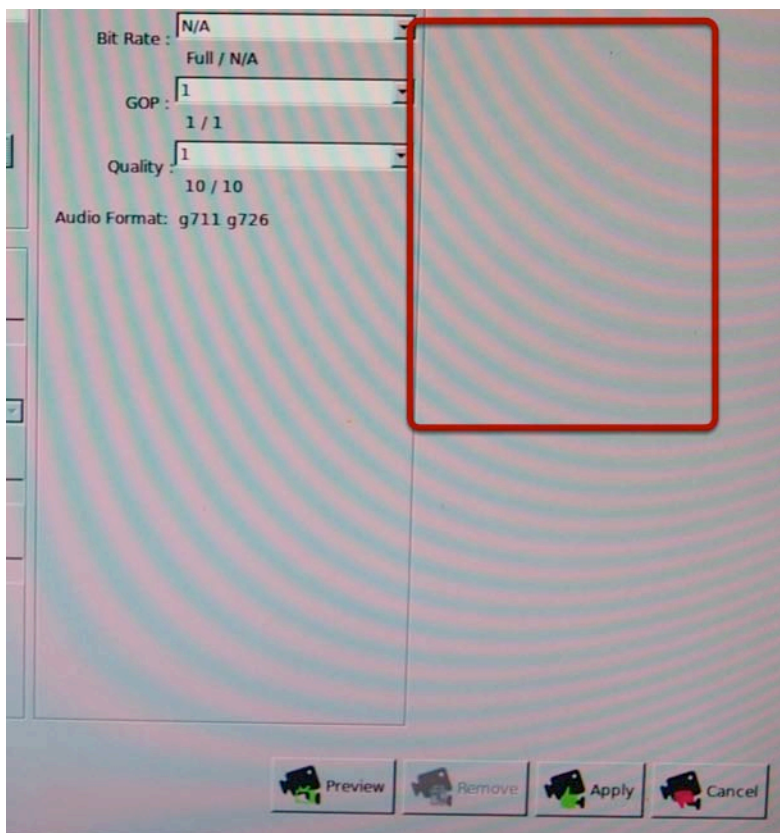 Bit Rate : N/A
Full / N/A
GOP : 1
1 / 1
Quality : 1
10 / 10
Audio Format: g711 g726
Preview Remove Apply Cancel